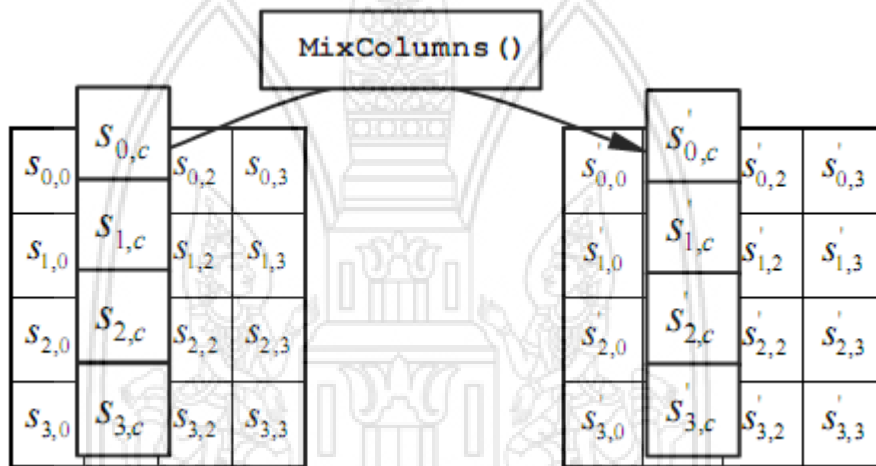 MixColumns()
S0,c S'0,c
s0,0 s0,2 s0,3 s'0,0 s'0,2 s'0,3
S1,c S'1,c
s1,0 s1,2 s1,3 s'1,0 s'1,2 s'1,3
S2,c S'2,c
s2,0 s2,2 s2,3 s'2,0 s'2,2 s'2,3
S3,c S'3,c
s3,0 s3,2 s3,3 s'3,0 s'3,2 s'3,3